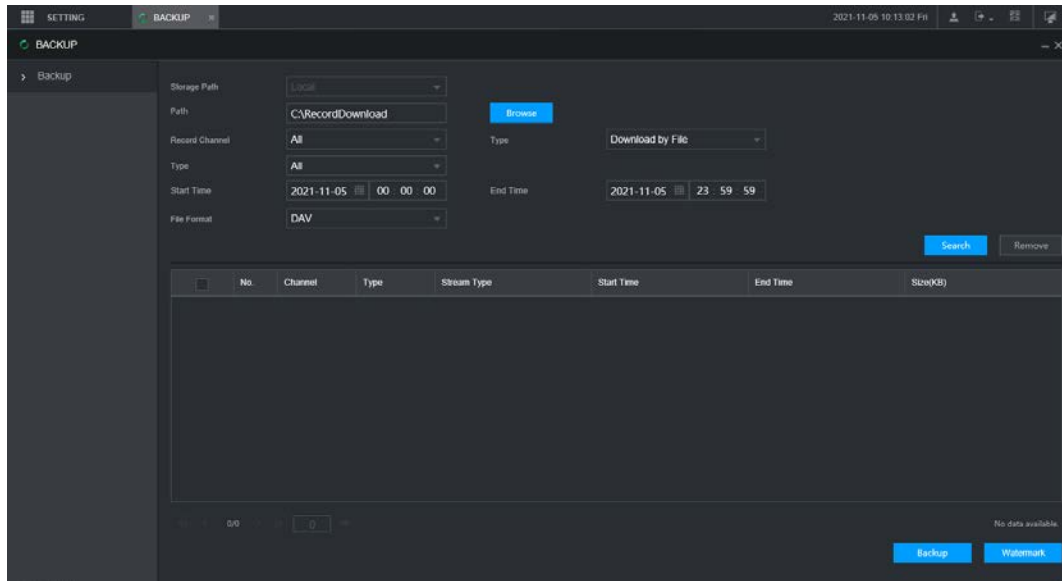 SETTING BACKUP × 2021-11-05 10:13:02 Fri
BACKUP
Backup
Storage Path Local
Path C:\RecordDownload Browse
Record Channel All Type Download by File
Type All
Start Time 2021-11-05 00 : 00 : 00 End Time 2021-11-05 23 : 59 : 59
File Format DAV
Search Remove
No. Channel Type Stream Type Start Time End Time Size(KB)
0/0 0 No data available.
Backup Watermark